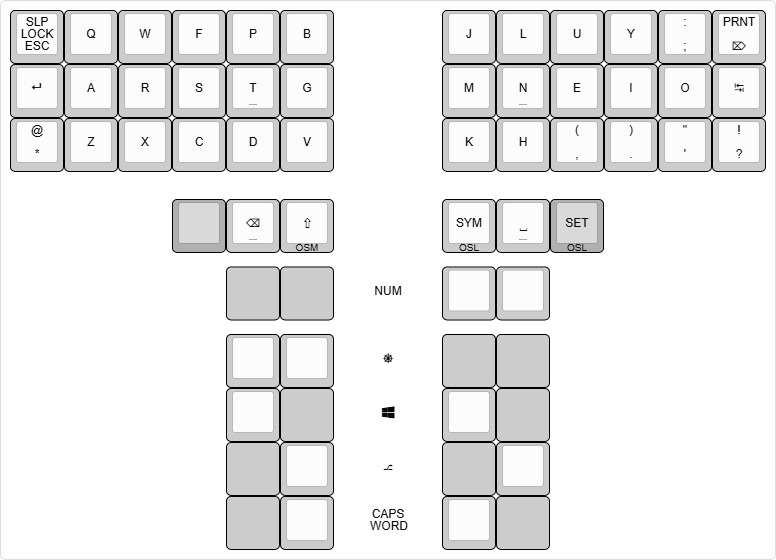 SLP
LOCK
ESC
Q W F P B
J L U Y
:
;
PRNT
⌦
↵ A R S T G
M N E I O ↹
@
*
Z X C D V
K H
(
,
)
.
"
'
!
?
⌫ ⇧
OSM
SYM
OSL
⎵
SET
OSL
NUM
⎈
⎇
CAPS
WORD